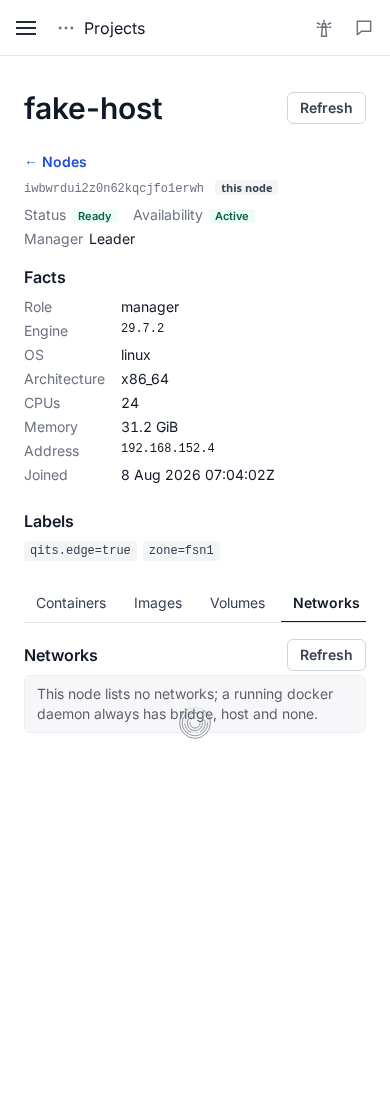 Projects
fake-host
Refresh
← Nodes
iwbwrdui2z0n62kqcjfo1erwh this node
Status Ready Availability Active
Manager Leader
Facts
Role manager
Engine 29.7.2
OS linux
Architecture x86_64
CPUs 24
Memory 31.2 GiB
Address 192.168.152.4
Joined 8 Aug 2026 07:04:02Z
Labels
qits.edge=true zone=fsn1
Containers Images Volumes Networks
Networks
Refresh
This node lists no networks; a running docker
daemon always has bridge, host and none.